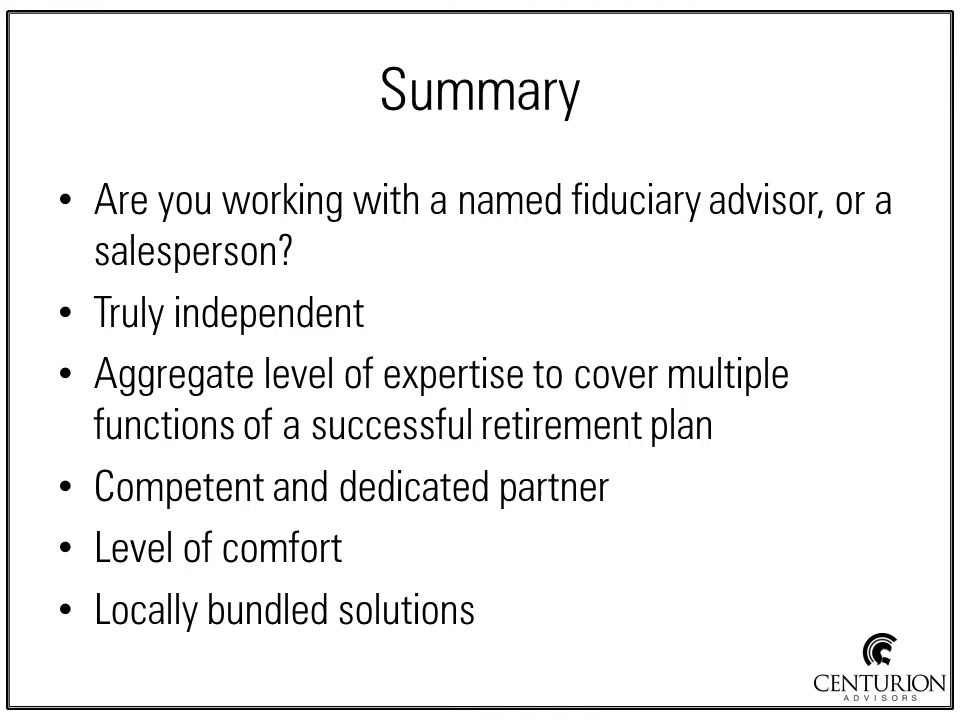 ADVISORS
Summary
• Are you working with a named fiduciary advisor, or a
salesperson?
• Truly independent
• Aggregate level of expertise to cover multiple
functions of a successful retirement plan
• Competent and dedicated partner
• Level of comfort
• Locally bundled solutions
CENTURION
ADVISORS